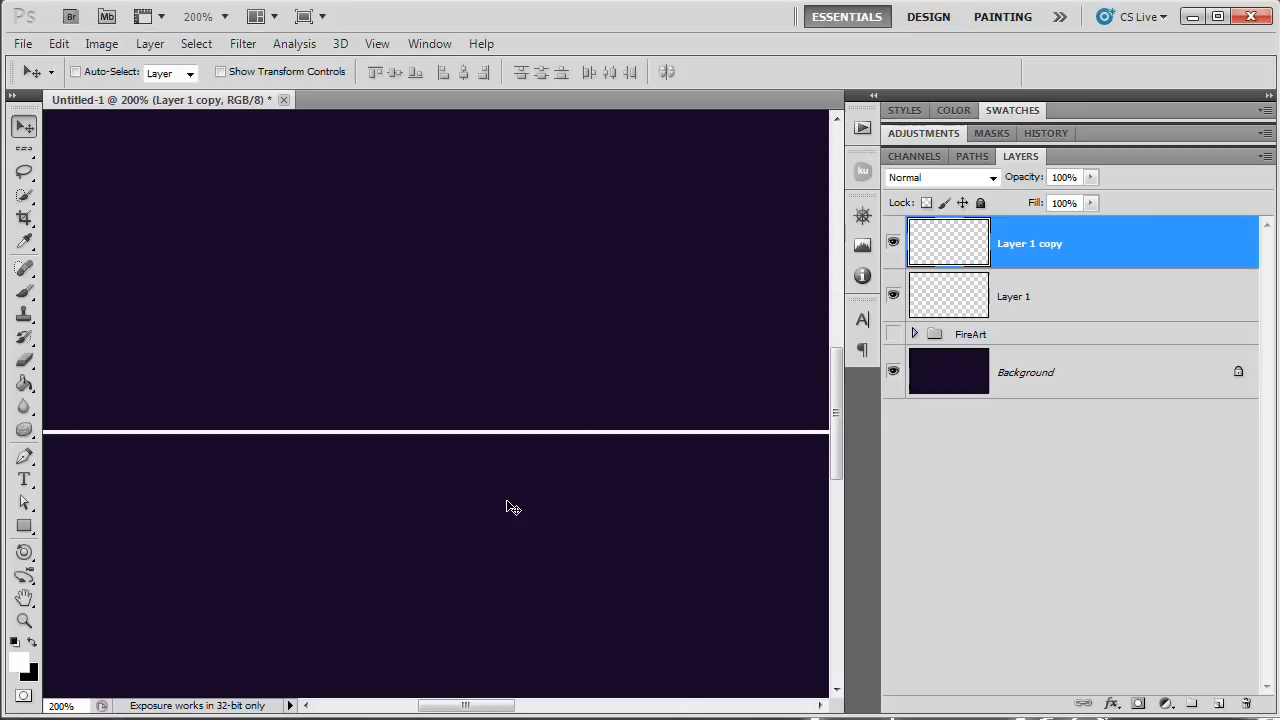 Ps Br Mb 200% ESSENTIALS DESIGN PAINTING CS Live
File Edit Image Layer Select Filter Analysis 3D View Window Help
Auto-Select: Layer Show Transform Controls
Untitled-1 @ 200% (Layer 1 copy, RGB/8) *
STYLES COLOR SWATCHES
ADJUSTMENTS MASKS HISTORY
CHANNELS PATHS LAYERS
Normal Opacity: 100%
Lock: Fill: 100%
ku
Layer 1 copy
Layer 1
FireArt
Background
200% Exposure works in 32-bit only